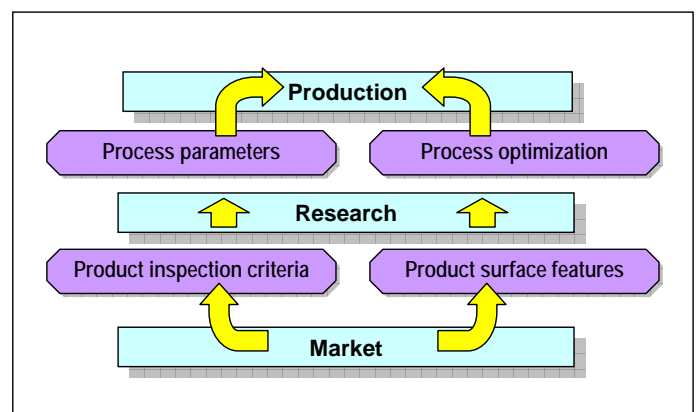 Production
Process parameters
Process optimization
Research
Product inspection criteria
Product surface features
Market